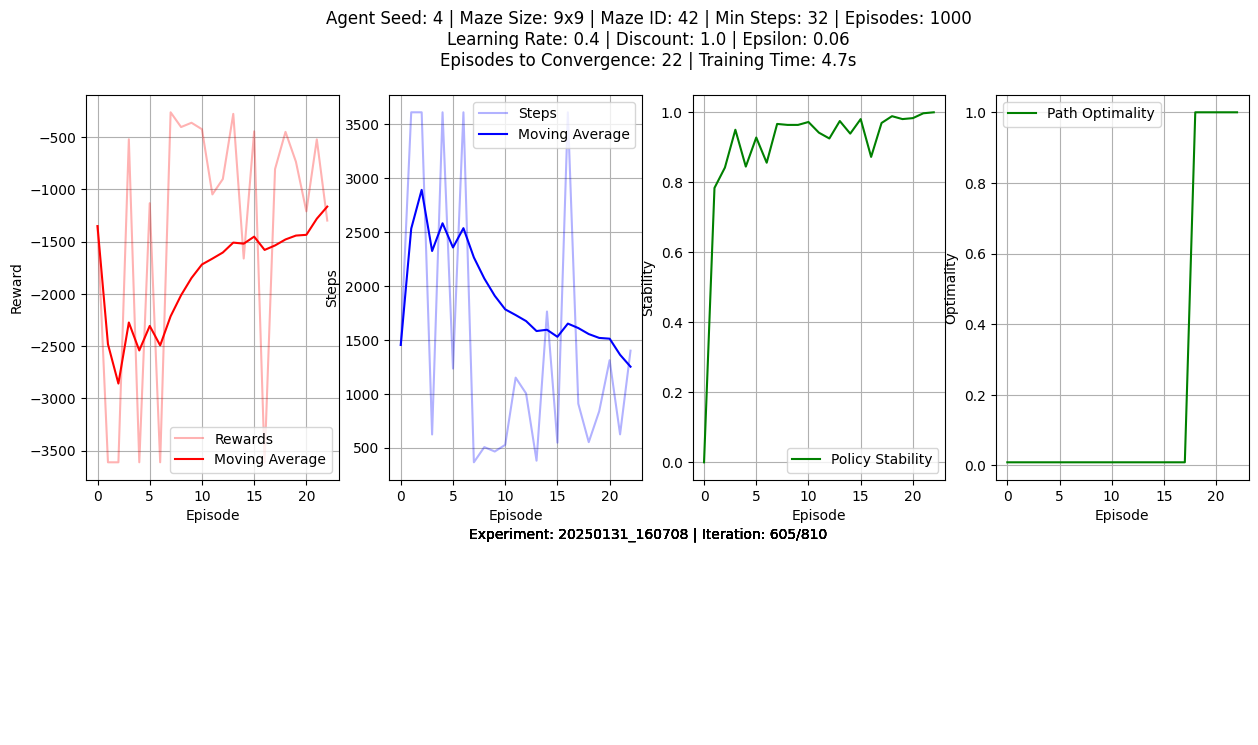 Agent Seed: 4 | Maze Size: 9x9 | Maze ID: 42 | Min Steps: 32 | Episodes: 1000
Learning Rate: 0.4 | Discount: 1.0 | Epsilon: 0.06
Episodes to Convergence: 22 | Training Time: 4.7s
Reward
−500
−1000
−1500
−2000
−2500
−3000
−3500
Rewards
Moving Average
0 5 10 15 20
Episode
Steps
3500
3000
2500
2000
1500
1000
500
Steps
Moving Average
0 5 10 15 20
Episode
Stability
1.0
0.8
0.6
0.4
0.2
0.0
Policy Stability
0 5 10 15 20
Episode
Optimality
1.0
0.8
0.6
0.4
0.2
0.0
Path Optimality
0 5 10 15 20
Episode
Experiment: 20250131_160708 | Iteration: 605/810